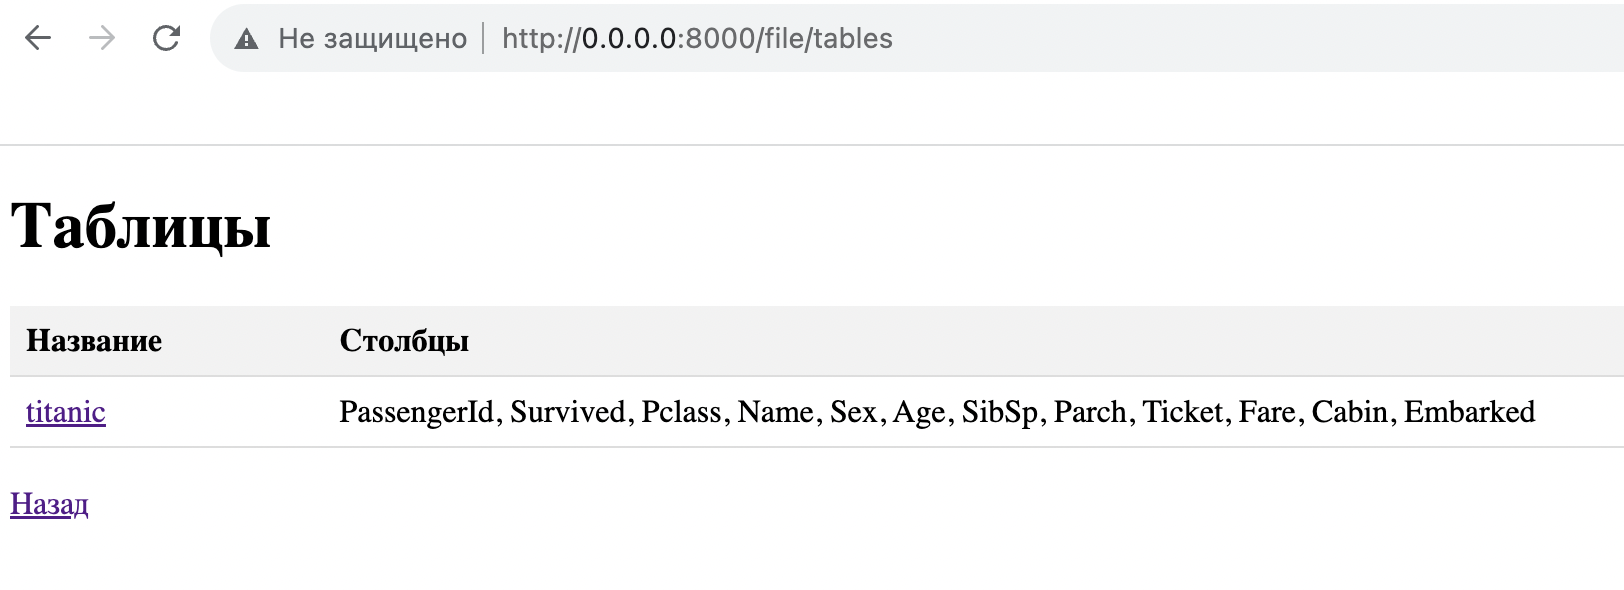 Не защищено http://0.0.0.0:8000/file/tables
Таблицы
Название Столбцы
titanic PassengerId, Survived, Pclass, Name, Sex, Age, SibSp, Parch, Ticket, Fare, Cabin, Embarked
Назад